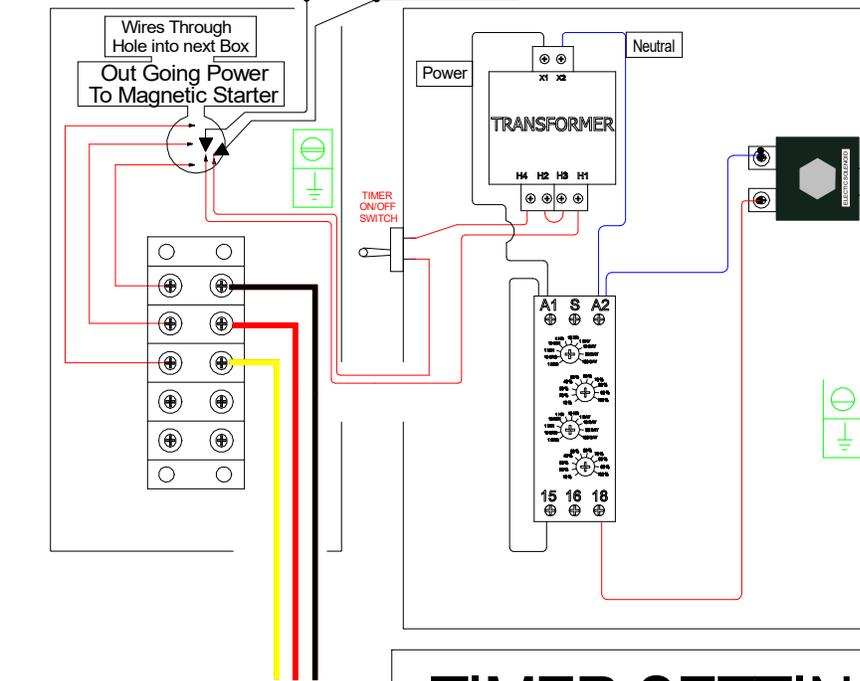 Wires Through
Hole into next Box
Out Going Power
To Magnetic Starter
Power
Neutral
X1 X2
TRANSFORMER
H4 H2 H3 H1
TIMER
ON/OFF
SWITCH
ELECTIC SOLENOID
A1 S A2
15 16 18